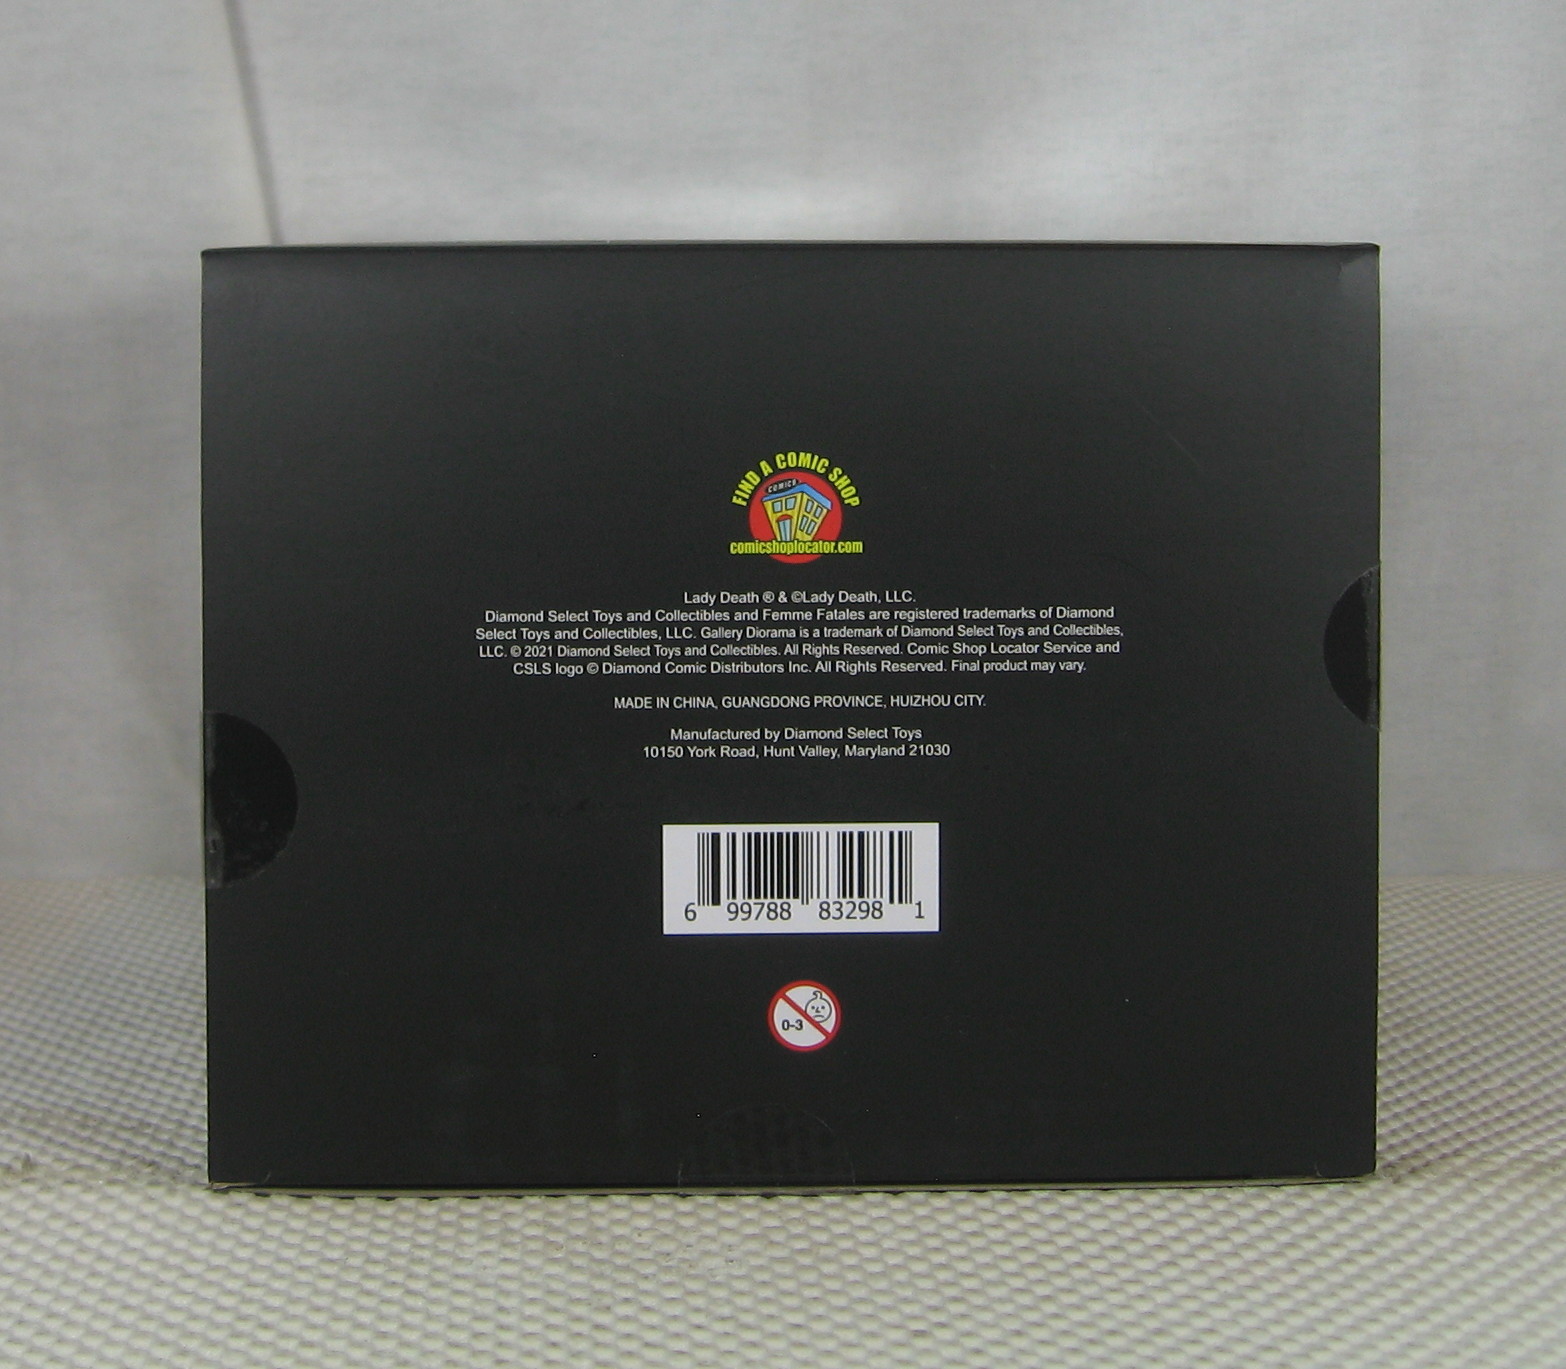 FIND A COMIC SHOP
COMICS
comicshoplocator.com
Lady Death ® & ©Lady Death, LLC.
Diamond Select Toys and Collectibles and Femme Fatales are registered trademarks of Diamond
Select Toys and Collectibles, LLC. Gallery Diorama is a trademark of Diamond Select Toys and Collectibles,
LLC. © 2021 Diamond Select Toys and Collectibles. All Rights Reserved. Comic Shop Locator Service and
CSLS logo © Diamond Comic Distributors Inc. All Rights Reserved. Final product may vary.
MADE IN CHINA, GUANGDONG PROVINCE, HUIZHOU CITY.
Manufactured by Diamond Select Toys
10150 York Road, Hunt Valley, Maryland 21030
6 99788 83298 1
0-3